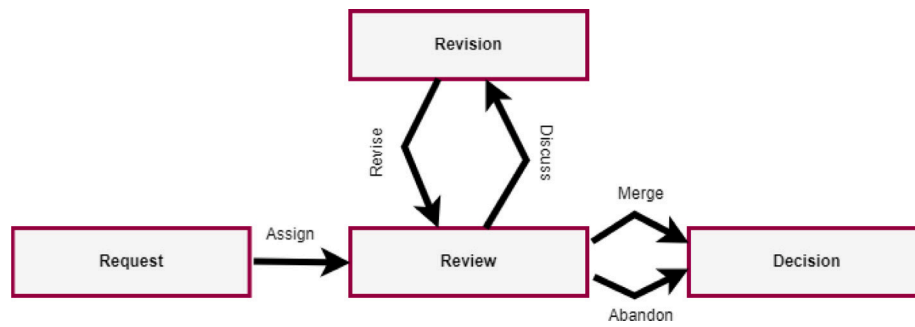 Revision
Revise
Discuss
Merge
Assign
Request
Review
Decision
Abandon